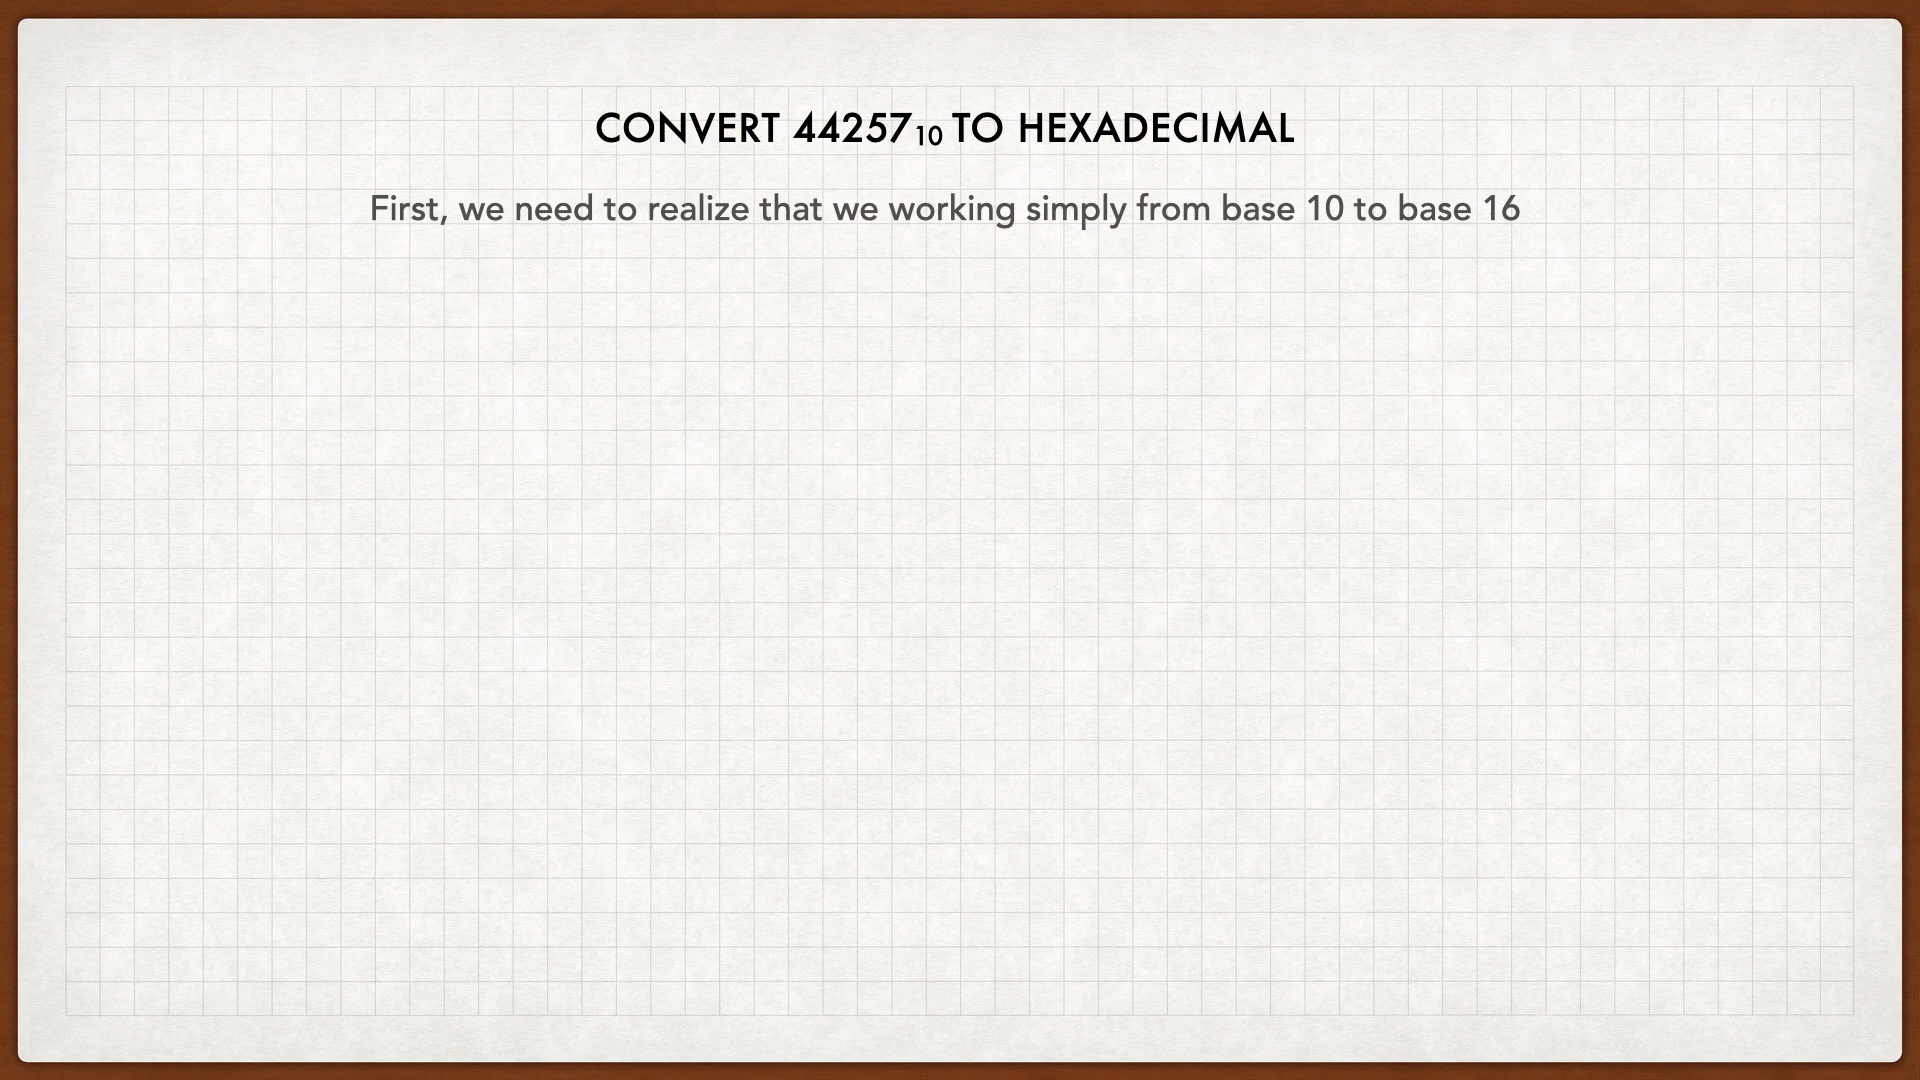 CONVERT 44257₁₀ TO HEXADECIMAL
First, we need to realize that we working simply from base 10 to base 16